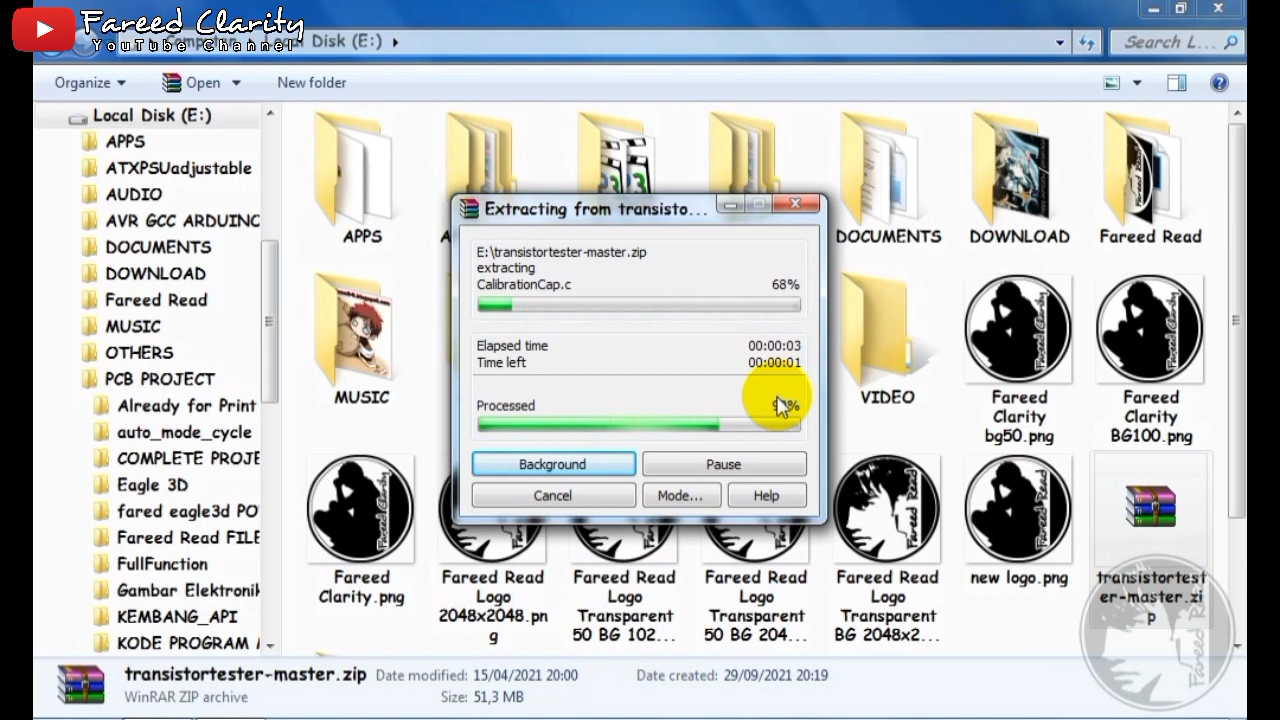 Fareed Clarity
YouTube Channel
Disk (E:)
Search L...
Organize
Open
New folder
Local Disk (E:)
APPS
ATXPSUadjustable
AUDIO
AVR GCC ARDUINO
DOCUMENTS
DOWNLOAD
Fareed Read
MUSIC
OTHERS
PCB PROJECT
Already for Print
auto_mode_cycle
COMPLETE PROJE
Eagle 3D
fared eagle3d PO
Fareed Read FILE
FullFunction
Gambar Elektronik
KEMBANG_API
KODE PROGRAM
APPS
DOCUMENTS
DOWNLOAD
Fareed Read
MUSIC
VIDEO
Fareed
Clarity
bg50.png
Fareed
Clarity
BG100.png
Fareed
Clarity.png
Fareed Read
Logo
2048x2048.pn
g
Fareed Read
Logo
Transparent
50 BG 102...
Fareed Read
Logo
Transparent
50 BG 204...
Fareed Read
Logo
Transparent
BG 2048x2...
new logo.png
transistortest
er-master.zi
p
Extracting from transisto...
E:\transistortester-master.zip
extracting
CalibrationCap.c 68%
Elapsed time 00:00:03
Time left 00:00:01
Processed
Background
Pause
Cancel
Mode...
Help
transistortester-master.zip Date modified: 15/04/2021 20:00 Date created: 29/09/2021 20:19
WinRAR ZIP archive Size: 51,3 MB